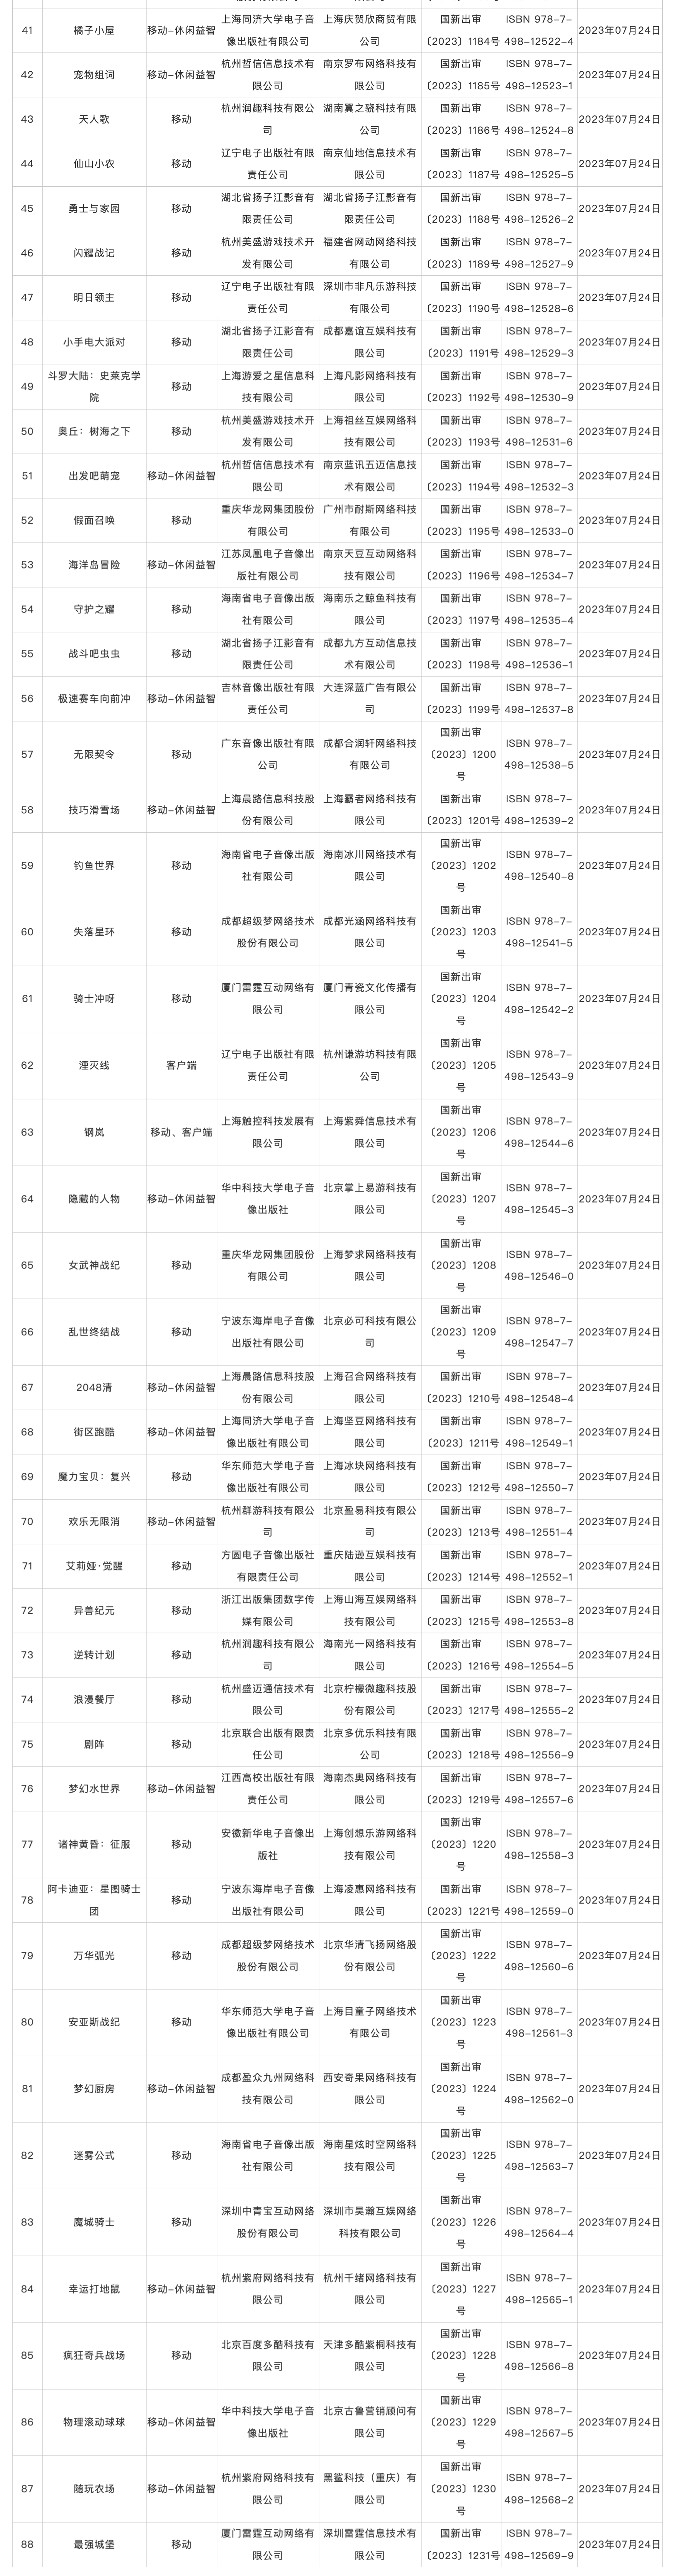 41 橘子小屋 移动-休闲益智 上海同济大学电子音像出版社有限公司 上海庆贺欣商贸有限公司 国新出审〔2023〕1184号 ISBN 978-7-498-12522-4 2023年07月24日
42 宠物组词 移动-休闲益智 杭州哲信信息技术有限公司 南京罗布网络科技有限公司 国新出审〔2023〕1185号 ISBN 978-7-498-12523-1 2023年07月24日
43 天人歌 移动 杭州润趣科技有限公司 湖南翼之骁科技有限公司 国新出审〔2023〕1186号 ISBN 978-7-498-12524-8 2023年07月24日
44 仙山小农 移动 辽宁电子出版社有限责任公司 南京仙地信息技术有限公司 国新出审〔2023〕1187号 ISBN 978-7-498-12525-5 2023年07月24日
45 勇士与家园 移动 湖北省扬子江影音有限责任公司 湖北省扬子江影音有限责任公司 国新出审〔2023〕1188号 ISBN 978-7-498-12526-2 2023年07月24日
46 闪耀战记 移动 杭州美盛游戏技术开发有限公司 福建省网动网络科技有限公司 国新出审〔2023〕1189号 ISBN 978-7-498-12527-9 2023年07月24日
47 明日领主 移动 辽宁电子出版社有限责任公司 深圳市非凡乐游科技有限公司 国新出审〔2023〕1190号 ISBN 978-7-498-12528-6 2023年07月24日
48 小手电大派对 移动 湖北省扬子江影音有限责任公司 成都嘉谊互娱科技有限公司 国新出审〔2023〕1191号 ISBN 978-7-498-12529-3 2023年07月24日
49 斗罗大陆：史莱克学院 移动 上海游爱之星信息科技有限公司 上海凡影网络科技有限公司 国新出审〔2023〕1192号 ISBN 978-7-498-12530-9 2023年07月24日
50 奥丘：树海之下 移动 杭州美盛游戏技术开发有限公司 上海祖丝互娱网络科技有限公司 国新出审〔2023〕1193号 ISBN 978-7-498-12531-6 2023年07月24日
51 出发吧萌宠 移动-休闲益智 杭州哲信信息技术有限公司 南京蓝讯五迈信息技术有限公司 国新出审〔2023〕1194号 ISBN 978-7-498-12532-3 2023年07月24日
52 假面召唤 移动 重庆华龙网集团股份有限公司 广州市耐斯网络科技有限公司 国新出审〔2023〕1195号 ISBN 978-7-498-12533-0 2023年07月24日
53 海洋岛冒险 移动-休闲益智 江苏凤凰电子音像出版社有限公司 南京天豆互动网络科技有限公司 国新出审〔2023〕1196号 ISBN 978-7-498-12534-7 2023年07月24日
54 守护之耀 移动 海南省电子音像出版社有限公司 海南乐之鲸鱼科技有限公司 国新出审〔2023〕1197号 ISBN 978-7-498-12535-4 2023年07月24日
55 战斗吧虫虫 移动 湖北省扬子江影音有限责任公司 成都九方互动信息技术有限公司 国新出审〔2023〕1198号 ISBN 978-7-498-12536-1 2023年07月24日
56 极速赛车向前冲 移动-休闲益智 吉林音像出版社有限责任公司 大连深蓝广告有限公司 国新出审〔2023〕1199号 ISBN 978-7-498-12537-8 2023年07月24日
57 无限契令 移动 广东音像出版社有限公司 成都合润轩网络科技有限公司 国新出审〔2023〕1200号 ISBN 978-7-498-12538-5 2023年07月24日
58 技巧滑雪场 移动-休闲益智 上海晨路信息科技股份有限公司 上海霸者网络科技有限公司 国新出审〔2023〕1201号 ISBN 978-7-498-12539-2 2023年07月24日
59 钓鱼世界 移动 海南省电子音像出版社有限公司 海南冰川网络技术有限公司 国新出审〔2023〕1202号 ISBN 978-7-498-12540-8 2023年07月24日
60 失落星环 移动 成都超级梦网络技术股份有限公司 成都光涵网络科技有限公司 国新出审〔2023〕1203号 ISBN 978-7-498-12541-5 2023年07月24日
61 骑士冲呀 移动 厦门雷霆互动网络有限公司 厦门青瓷文化传播有限公司 国新出审〔2023〕1204号 ISBN 978-7-498-12542-2 2023年07月24日
62 湮灭线 客户端 辽宁电子出版社有限责任公司 杭州谦游坊科技有限公司 国新出审〔2023〕1205号 ISBN 978-7-498-12543-9 2023年07月24日
63 钢岚 移动、客户端 上海触控科技发展有限公司 上海紫舜信息技术有限公司 国新出审〔2023〕1206号 ISBN 978-7-498-12544-6 2023年07月24日
64 隐藏的人物 移动-休闲益智 华中科技大学电子音像出版社 北京掌上易游科技有限公司 国新出审〔2023〕1207号 ISBN 978-7-498-12545-3 2023年07月24日
65 女武神战纪 移动 重庆华龙网集团股份有限公司 上海梦求网络科技有限公司 国新出审〔2023〕1208号 ISBN 978-7-498-12546-0 2023年07月24日
66 乱世终结战 移动 宁波东海岸电子音像出版社有限公司 北京必可科技有限公司 国新出审〔2023〕1209号 ISBN 978-7-498-12547-7 2023年07月24日
67 2048清 移动-休闲益智 上海晨路信息科技股份有限公司 上海召合网络科技有限公司 国新出审〔2023〕1210号 ISBN 978-7-498-12548-4 2023年07月24日
68 街区跑酷 移动-休闲益智 上海同济大学电子音像出版社有限公司 上海坚豆网络科技有限公司 国新出审〔2023〕1211号 ISBN 978-7-498-12549-1 2023年07月24日
69 魔力宝贝：复兴 移动 华东师范大学电子音像出版社有限公司 上海冰块网络科技有限公司 国新出审〔2023〕1212号 ISBN 978-7-498-12550-7 2023年07月24日
70 欢乐无限消 移动-休闲益智 杭州群游科技有限公司 北京盈易科技有限公司 国新出审〔2023〕1213号 ISBN 978-7-498-12551-4 2023年07月24日
71 艾莉娅·觉醒 移动 方圆电子音像出版社有限责任公司 重庆陆逊互娱科技有限公司 国新出审〔2023〕1214号 ISBN 978-7-498-12552-1 2023年07月24日
72 异兽纪元 移动 浙江出版集团数字传媒有限公司 上海山海互娱网络科技有限公司 国新出审〔2023〕1215号 ISBN 978-7-498-12553-8 2023年07月24日
73 逆转计划 移动 杭州润趣科技有限公司 海南光一网络科技有限公司 国新出审〔2023〕1216号 ISBN 978-7-498-12554-5 2023年07月24日
74 浪漫餐厅 移动 杭州盛迈通信技术有限公司 北京柠檬微趣科技股份有限公司 国新出审〔2023〕1217号 ISBN 978-7-498-12555-2 2023年07月24日
75 剧阵 移动 北京联合出版有限责任公司 北京多优乐科技有限公司 国新出审〔2023〕1218号 ISBN 978-7-498-12556-9 2023年07月24日
76 梦幻水世界 移动-休闲益智 江西高校出版社有限责任公司 海南杰奥网络科技有限公司 国新出审〔2023〕1219号 ISBN 978-7-498-12557-6 2023年07月24日
77 诸神黄昏：征服 移动 安徽新华电子音像出版社 上海创想乐游网络科技有限公司 国新出审〔2023〕1220号 ISBN 978-7-498-12558-3 2023年07月24日
78 阿卡迪亚：星图骑士团 移动 宁波东海岸电子音像出版社有限公司 上海凌惠网络科技有限公司 国新出审〔2023〕1221号 ISBN 978-7-498-12559-0 2023年07月24日
79 万华弧光 移动 成都超级梦网络技术股份有限公司 北京华清飞扬网络股份有限公司 国新出审〔2023〕1222号 ISBN 978-7-498-12560-6 2023年07月24日
80 安亚斯战纪 移动 华东师范大学电子音像出版社有限公司 上海目童子网络技术有限公司 国新出审〔2023〕1223号 ISBN 978-7-498-12561-3 2023年07月24日
81 梦幻厨房 移动-休闲益智 成都盈众九州网络科技有限公司 西安奇果网络科技有限公司 国新出审〔2023〕1224号 ISBN 978-7-498-12562-0 2023年07月24日
82 迷雾公式 移动 海南省电子音像出版社有限公司 海南星炫时空网络科技有限公司 国新出审〔2023〕1225号 ISBN 978-7-498-12563-7 2023年07月24日
83 魔城骑士 移动 深圳中青宝互动网络股份有限公司 深圳市昊瀚互娱网络科技有限公司 国新出审〔2023〕1226号 ISBN 978-7-498-12564-4 2023年07月24日
84 幸运打地鼠 移动-休闲益智 杭州紫府网络科技有限公司 杭州千绪网络科技有限公司 国新出审〔2023〕1227号 ISBN 978-7-498-12565-1 2023年07月24日
85 疯狂奇兵战场 移动 北京百度多酷科技有限公司 天津多酷紫桐科技有限公司 国新出审〔2023〕1228号 ISBN 978-7-498-12566-8 2023年07月24日
86 物理滚动球球 移动-休闲益智 华中科技大学电子音像出版社 北京古鲁营销顾问有限公司 国新出审〔2023〕1229号 ISBN 978-7-498-12567-5 2023年07月24日
87 随玩农场 移动-休闲益智 杭州紫府网络科技有限公司 黑鲨科技（重庆）有限公司 国新出审〔2023〕1230号 ISBN 978-7-498-12568-2 2023年07月24日
88 最强城堡 移动 厦门雷霆互动网络有限公司 深圳雷霆信息技术有限公司 国新出审〔2023〕1231号 ISBN 978-7-498-12569-9 2023年07月24日